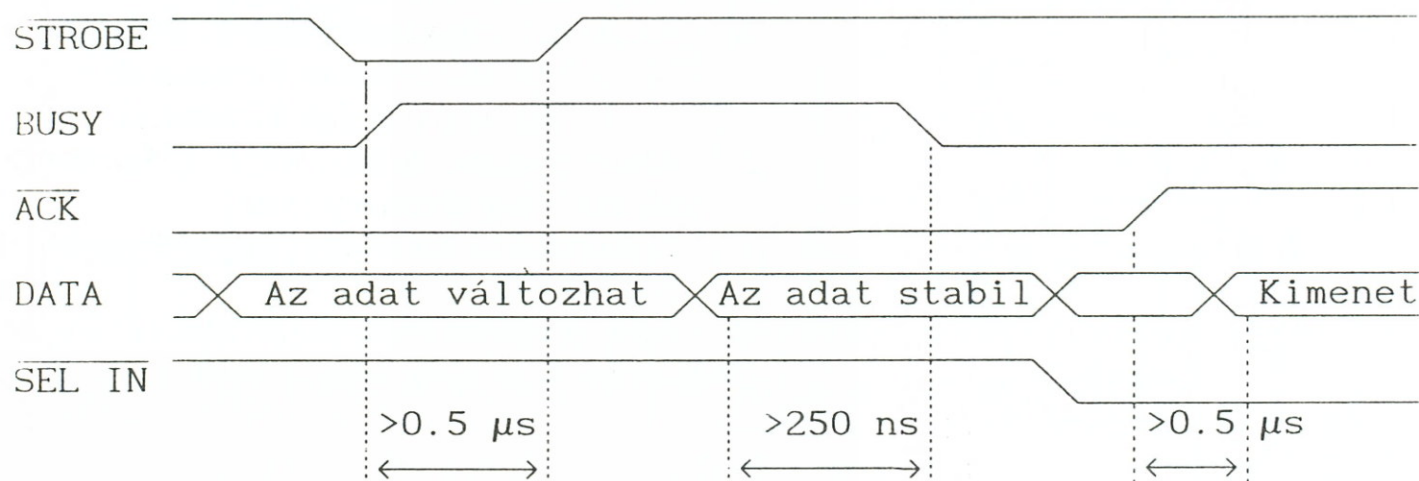 STROBE
BUSY
ACK
DATA
Az adat változhat
Az adat stabil
Kimenet
SEL IN
>0.5 μs
>250 ns
>0.5 μs